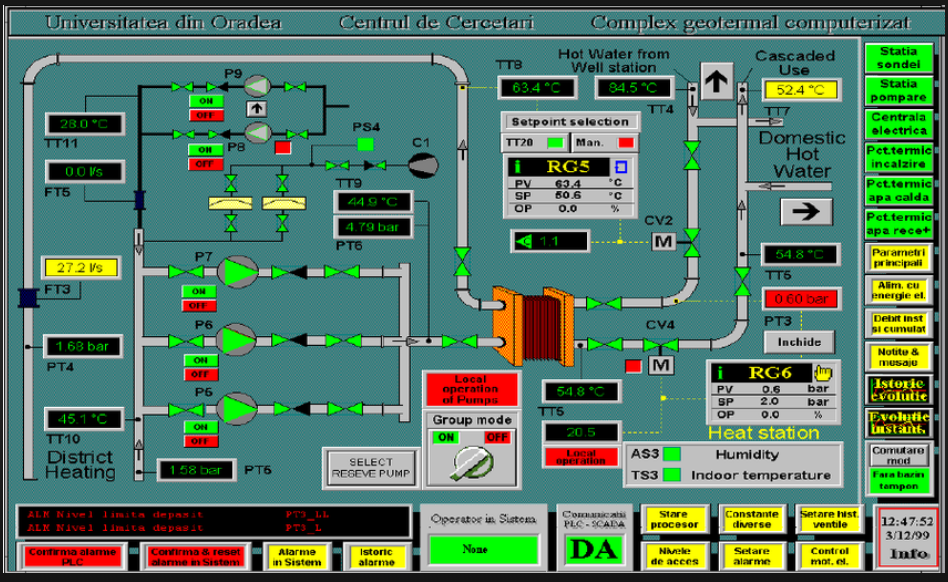 Universitatea din Oradea
Centrul de Cercetari
Complex geotermal computerizat
Hot Water from
Well station
Cascaded
Use
TT8
63.4 °C
84.5 °C
TT4
52.4 °C
TT7
Domestic
Hot
Water
P9
ON
OFF
P8
ON
OFF
28.0 °C
TT11
0.0 l/s
FT5
PS4
C1
TT9
44.9 °C
4.79 bar
PT6
Setpoint selection
TT20
Man.
i RG5
PV 63.4 °C
SP 50.6 °C
OP 0.0 %
1.1
CV2
M
54.8 °C
TT6
0.60 bar
PT3
Inchide
27.2 l/s
FT3
P7
ON
OFF
P6
ON
OFF
P6
ON
OFF
1.68 bar
PT4
45.1 °C
TT10
District
Heating
1.58 bar
PT6
CV4
M
54.8 °C
TT5
20.5
Local
operation
i RG6
PV 0.6 bar
SP 2.0 bar
OP 0.0 %
Heat station
AS3 Humidity
TS3 Indoor temperature
Local
operation
of Pumps
Group mode
ON OFF
SELECT
RESEVE PUMP
Statia
sondei
Statia
pompare
Centrala
electrica
Pct.termic
incalzire
Pct.termic
apa calda
Pct.termic
apa rece+
Parametri
principali
Alim. cu
energie el.
Debit inst
si cumulat
Notite &
mesaje
Istoric
evolutie
Evolutie
instant.
Comutare
mod
Fara bazin
tampon
ALK Nivel limita depasit PT3_LL
ALK Nivel limita depasit PT3_L
Confirma alarme
PLC
Confirma & reset
alarme in Sistem
Alarme
in Sistem
Istoric
alarme
Operator in Sistem
None
Comunicatii
PLC - SCADA
DA
Stare
procesor
Constante
diverse
Setare hist.
ventile
Nivele
de acces
Setare
alarme
Control
mot. el.
12:47:52
3/12/99
Info